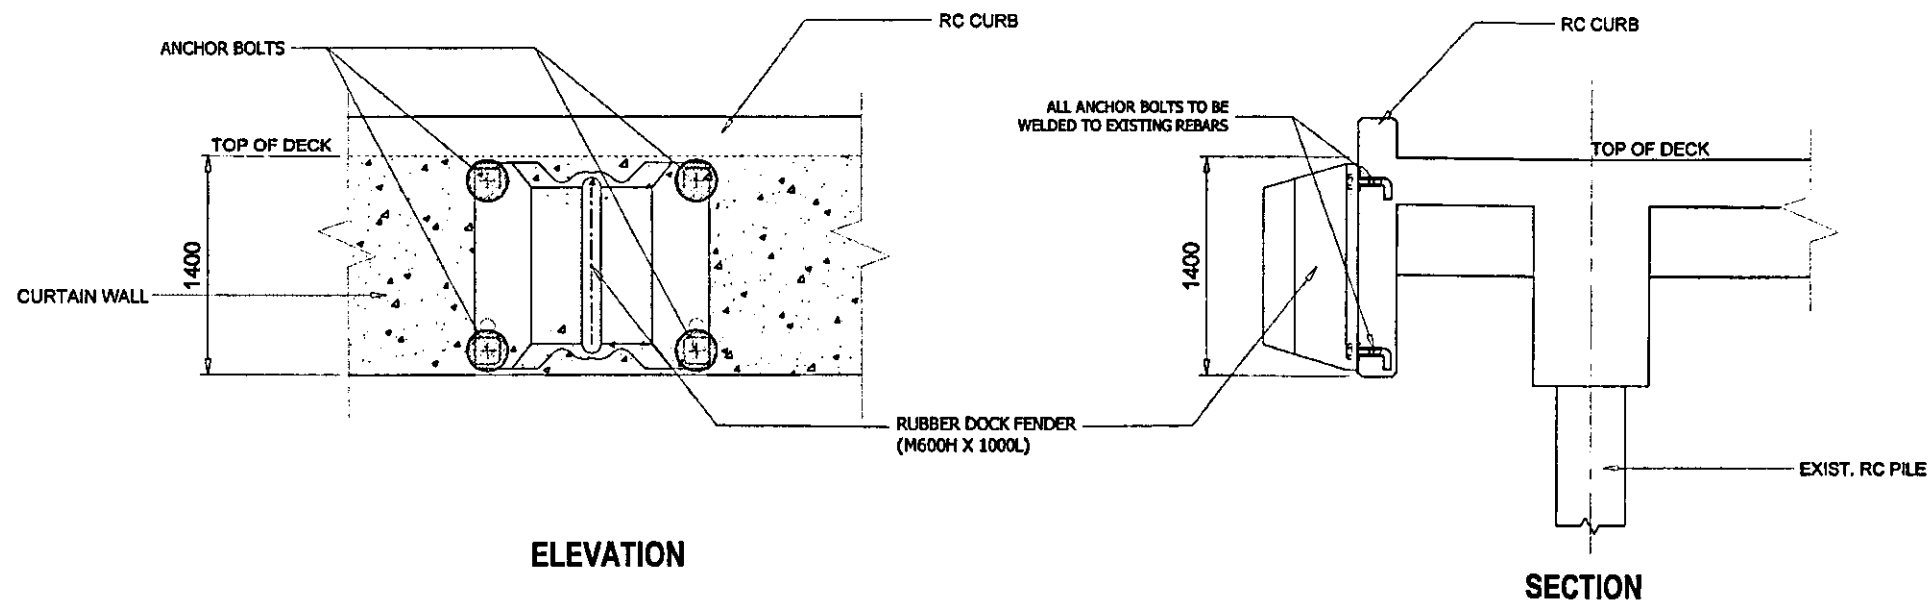 RC CURB
ANCHOR BOLTS
TOP OF DECK
1400
CURTAIN WALL
RUBBER DOCK FENDER
(M600H X 1000L)
ELEVATION
RC CURB
ALL ANCHOR BOLTS TO BE
WELDED TO EXISTING REBARS
TOP OF DECK
1400
EXIST. RC PILE
SECTION